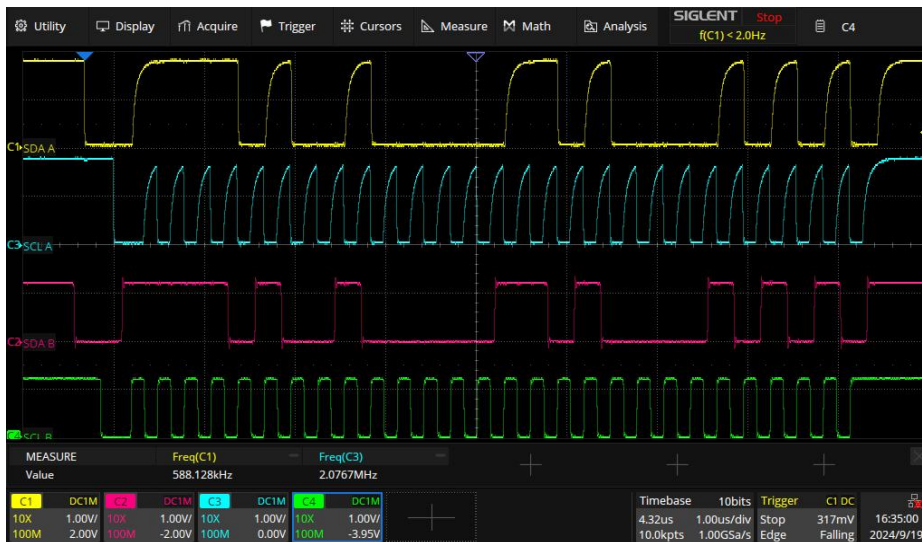 Utility Display Acquire Trigger Cursors Measure Math Analysis SIGLENT Stop C4
f(C1) < 2.0Hz
C1 SDA A
C3 SCL A
C2 SDA B
C4 SCL B
MEASURE Freq(C1) Freq(C3)
Value 588.128kHz 2.0767MHz
C1 DC1M C2 DC1M C3 DC1M C4 DC1M Timebase 10bits Trigger C1 DC
10X 1.00V/ 10X 1.00V/ 10X 1.00V/ 10X 1.00V/ 4.32us 1.00us/div Stop 317mV 16:35:00
100M 2.00V 100M -2.00V 100M 0.00V 100M -3.95V 10.0kpts 1.00GSa/s Edge Falling